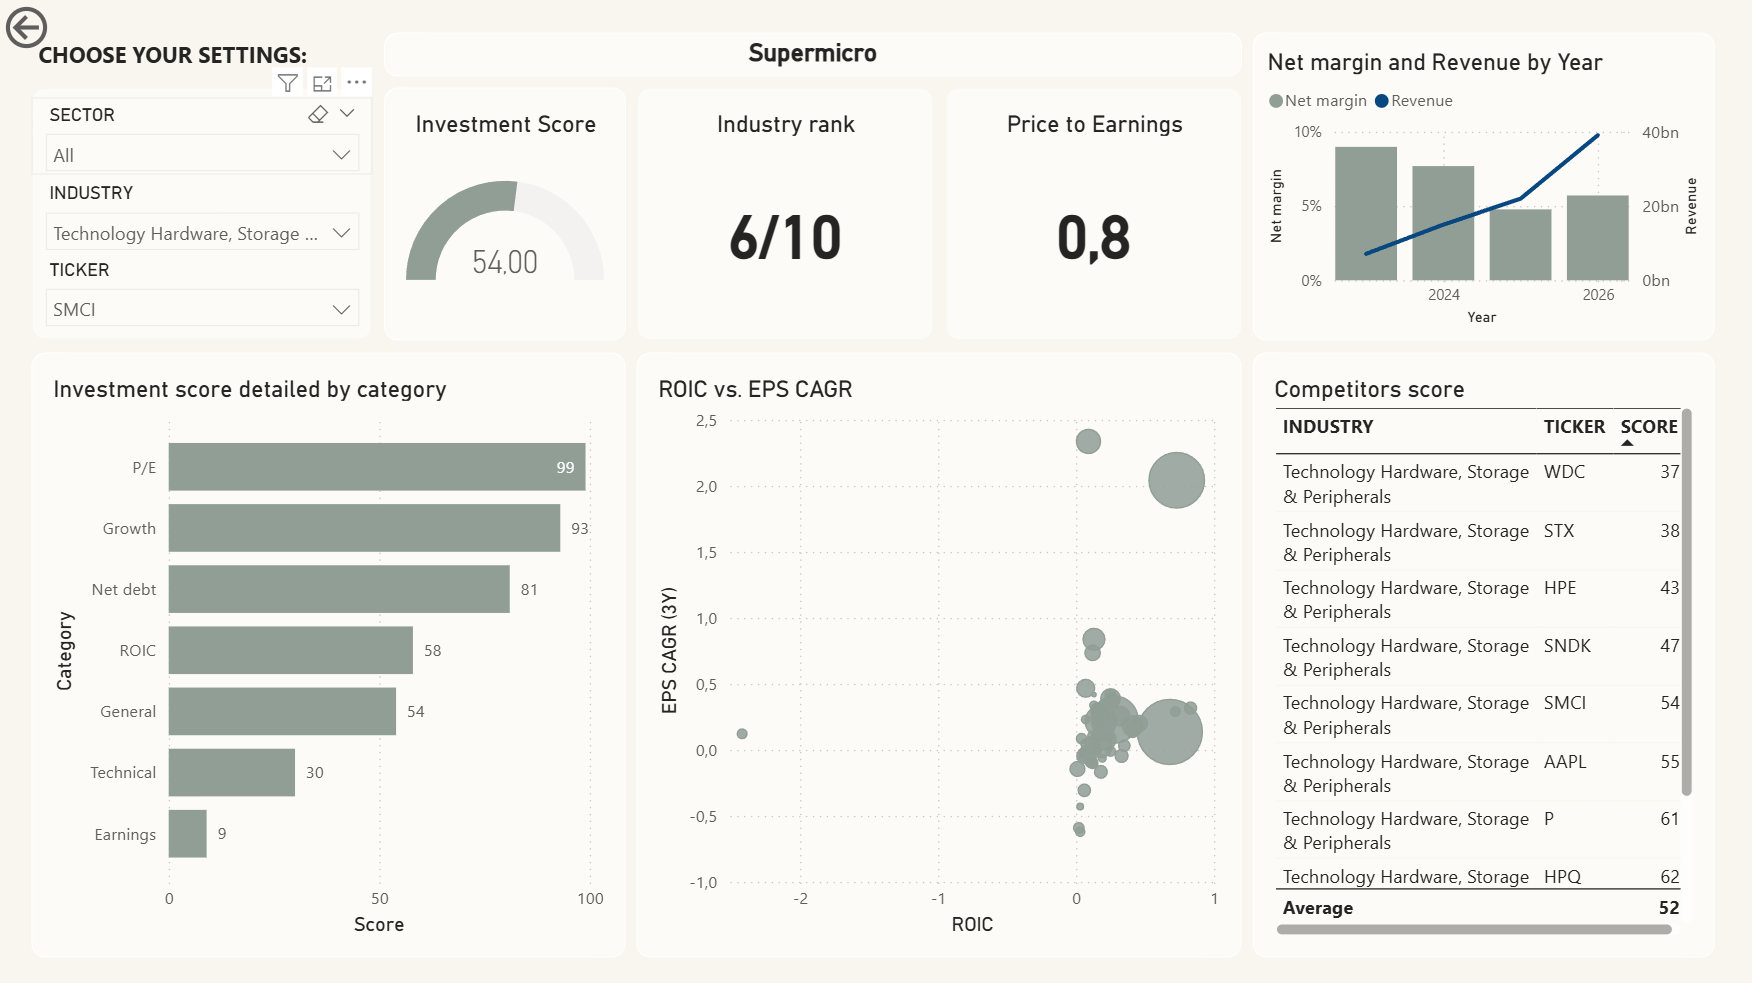 CHOOSE YOUR SETTINGS:
SECTOR
All
INDUSTRY
Technology Hardware, Storage ...
TICKER
SMCI
Supermicro
Investment Score
54,00
Industry rank
6/10
Price to Earnings
0,8
Net margin and Revenue by Year
Net margin Revenue
10%
5%
0%
Net margin
40bn
20bn
0bn
Revenue
2024 2026
Year
Investment score detailed by category
Category
P/E 99
Growth 93
Net debt 81
ROIC 58
General 54
Technical 30
Earnings 9
0 50 100
Score
ROIC vs. EPS CAGR
EPS CAGR (3Y)
2,5
2,0
1,5
1,0
0,5
0,0
-0,5
-1,0
-2 -1 0 1
ROIC
Competitors score
INDUSTRY TICKER SCORE
Technology Hardware, Storage WDC 37
& Peripherals
Technology Hardware, Storage STX 38
& Peripherals
Technology Hardware, Storage HPE 43
& Peripherals
Technology Hardware, Storage SNDK 47
& Peripherals
Technology Hardware, Storage SMCI 54
& Peripherals
Technology Hardware, Storage AAPL 55
& Peripherals
Technology Hardware, Storage P 61
& Peripherals
Technology Hardware, Storage HPQ 62
Average 52